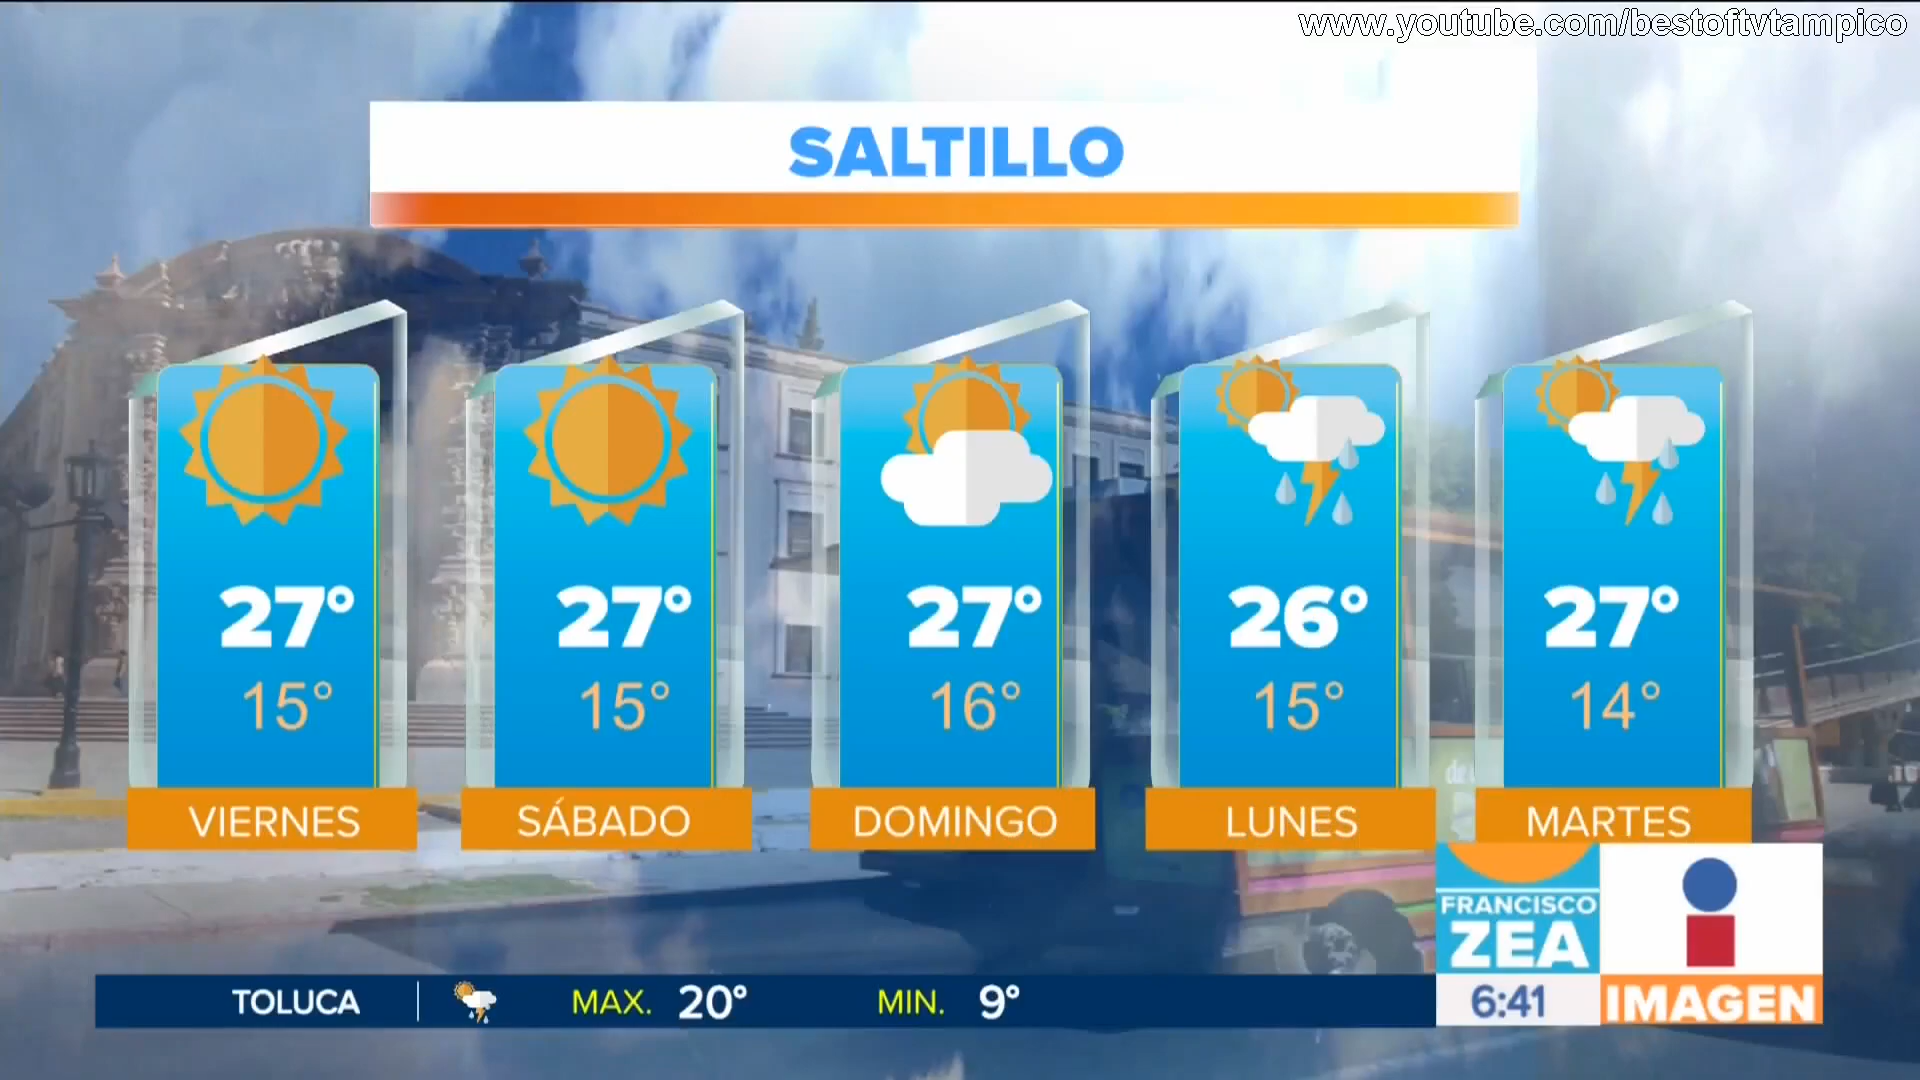 www.youtube.com/bestoftvtampico
SALTILLO
27° 27° 27° 26° 27°
15° 15° 16° 15° 14°
VIERNES SÁBADO DOMINGO LUNES MARTES
FRANCISCO
ZEA
TOLUCA MAX. 20° MIN. 9° 6:41 IMAGEN